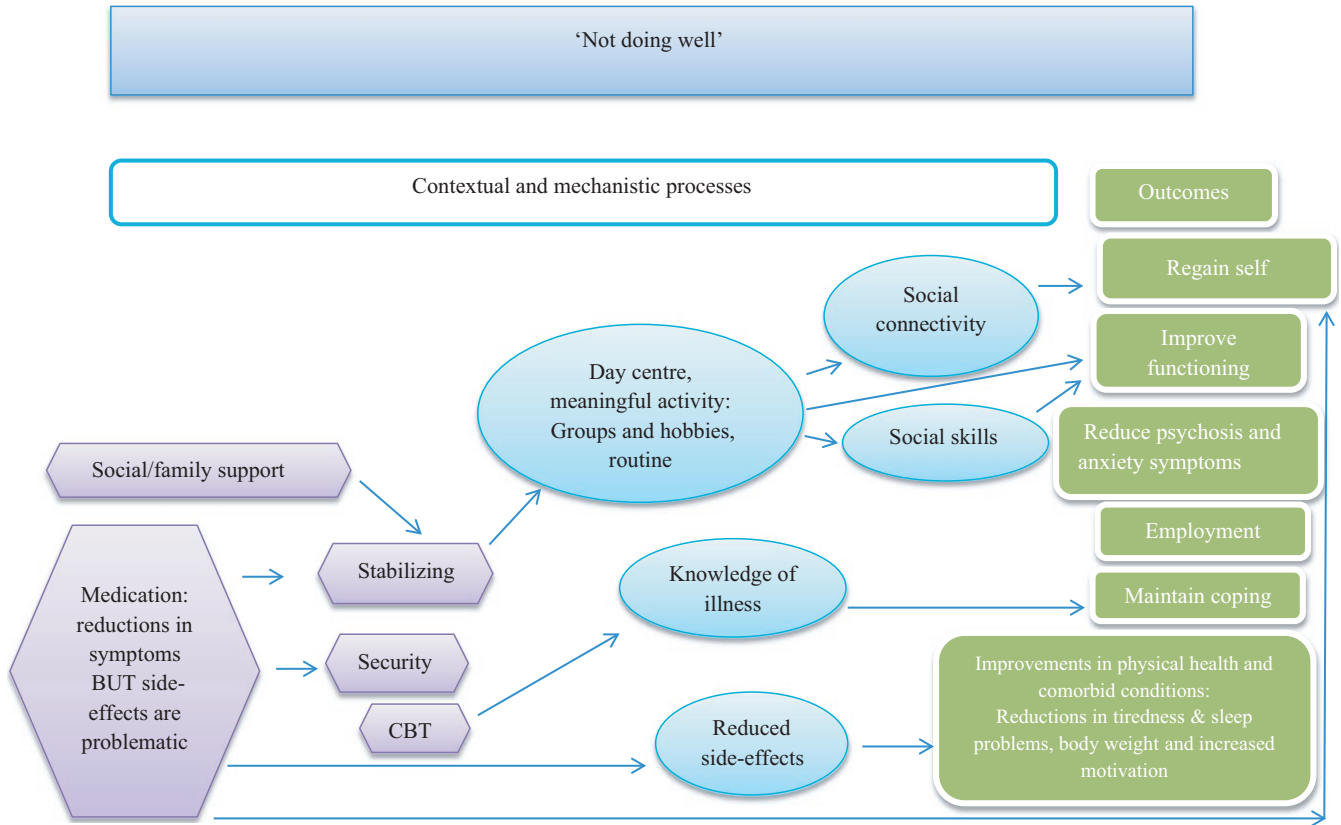 ‘Not doing well’
Contextual and mechanistic processes
Outcomes
Regain self
Social
connectivity
Improve
functioning
Day centre,
meaningful activity:
Groups and hobbies,
routine
Social skills
Reduce psychosis and
anxiety symptoms
Social/family support
Employment
Stabilizing
Knowledge of
illness
Maintain coping
Medication:
reductions in
symptoms
BUT side-
effects are
problematic
Security
CBT
Reduced
side-effects
Improvements in physical health and
comorbid conditions:
Reductions in tiredness & sleep
problems, body weight and increased
motivation